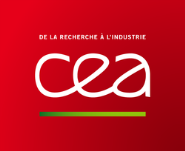 DE LA RECHERCHE À L'INDUSTRIE
cea